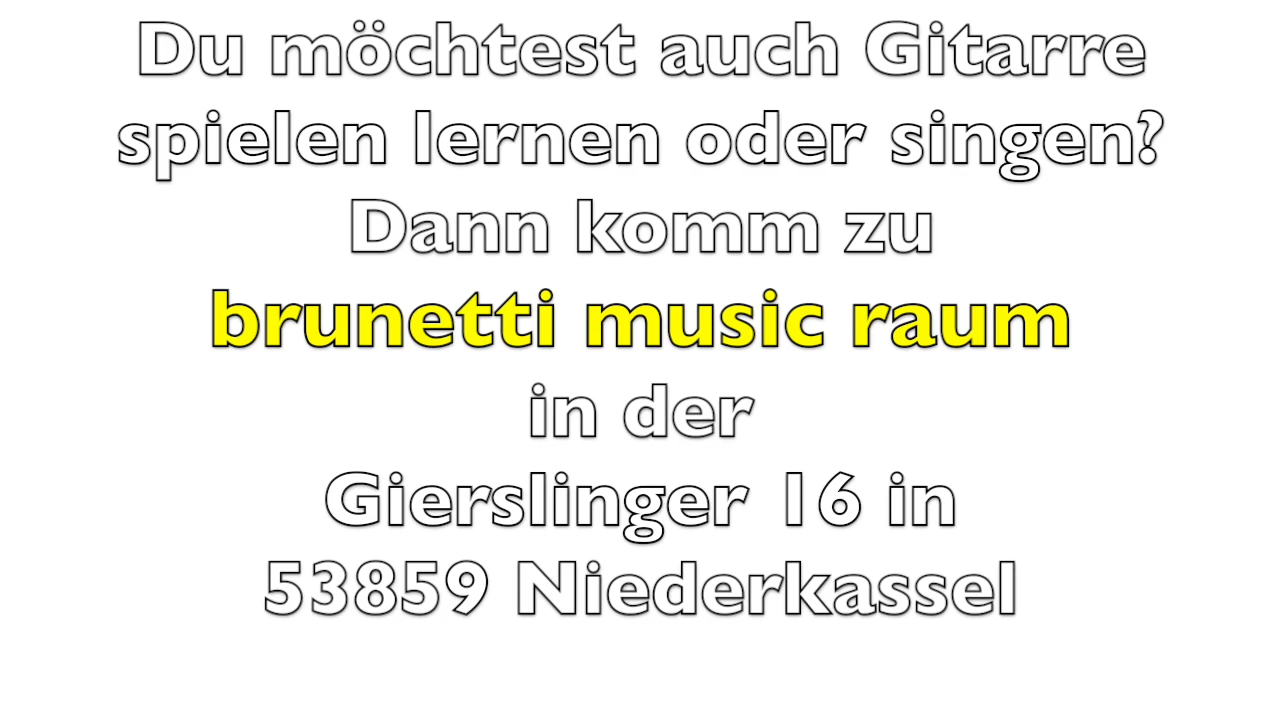 Du möchtest auch Gitarre
spielen lernen oder singen?
Dann komm zu
brunetti music raum
in der
Gierslinger 16 in
53859 Niederkassel